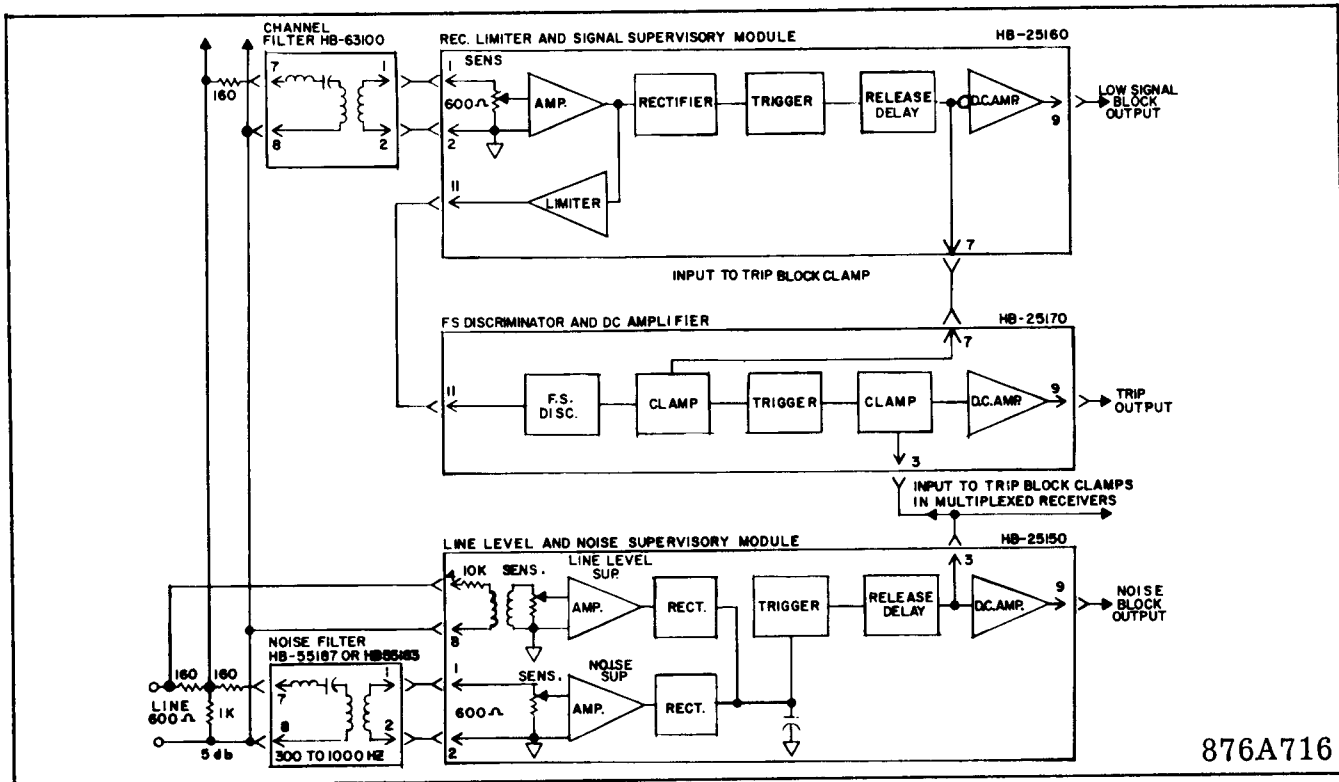 CHANNEL
FILTER HB-63100
REC. LIMITER AND SIGNAL SUPERVISORY MODULE
HB-25160
7
1
160
8
2
1
SENS
600Ω
2
AMP.
RECTIFIER
TRIGGER
RELEASE
DELAY
D.C.AMP.
9
LOW SIGNAL
BLOCK
OUTPUT
11
LIMITER
7
INPUT TO TRIP BLOCK CLAMP
FS DISCRIMINATOR AND DC AMPLIFIER
HB-25170
7
11
F.S.
DISC.
CLAMP
TRIGGER
CLAMP
D.C.AMP.
9
TRIP
OUTPUT
3
INPUT TO TRIP BLOCK CLAMPS
IN MULTIPLEXED RECEIVERS
LINE LEVEL AND NOISE SUPERVISORY MODULE
HB-25150
10K
SENS.
LINE LEVEL
SUP.
AMP.
RECT.
TRIGGER
RELEASE
DELAY
3
D.C.AMP.
9
NOISE
BLOCK
OUTPUT
8
NOISE FILTER
HB-55187 OR
160
160
7
1
1
SENS.
NOISE
SUP
AMP.
RECT.
LINE
600Ω
1K
8
2
600Ω
2
5db
300 TO 1000 HZ
876A716